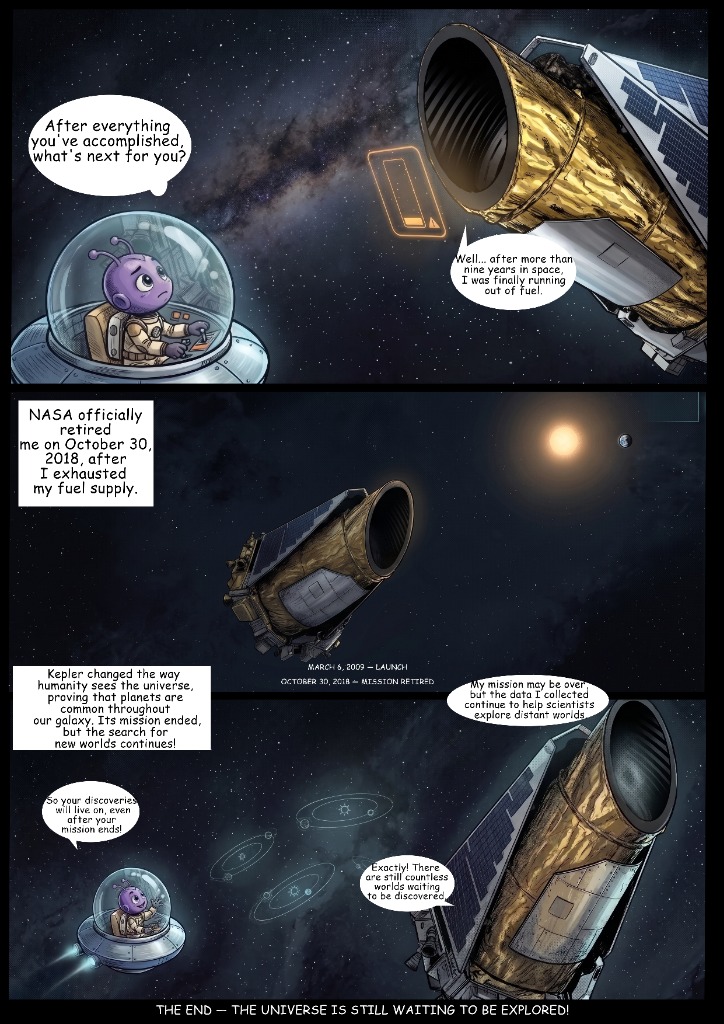 After everything
you've accomplished,
what's next for you?
Well... after more than
nine years in space,
I was finally running
out of fuel.
NASA officially
retired
me on October 30,
2018, after
I exhausted
my fuel supply.
MARCH 6, 2009 — LAUNCH
OCTOBER 30, 2018 — MISSION RETIRED
Kepler changed the way
humanity sees the universe,
proving that planets are
common throughout
our galaxy. Its mission ended,
but the search for
new worlds continues!
My mission may be over,
but the data I collected
continue to help scientists
explore distant worlds.
So your discoveries
will live on, even
after your
mission ends!
Exactly! There
are still countless
worlds waiting
to be discovered.
THE END — THE UNIVERSE IS STILL WAITING TO BE EXPLORED!